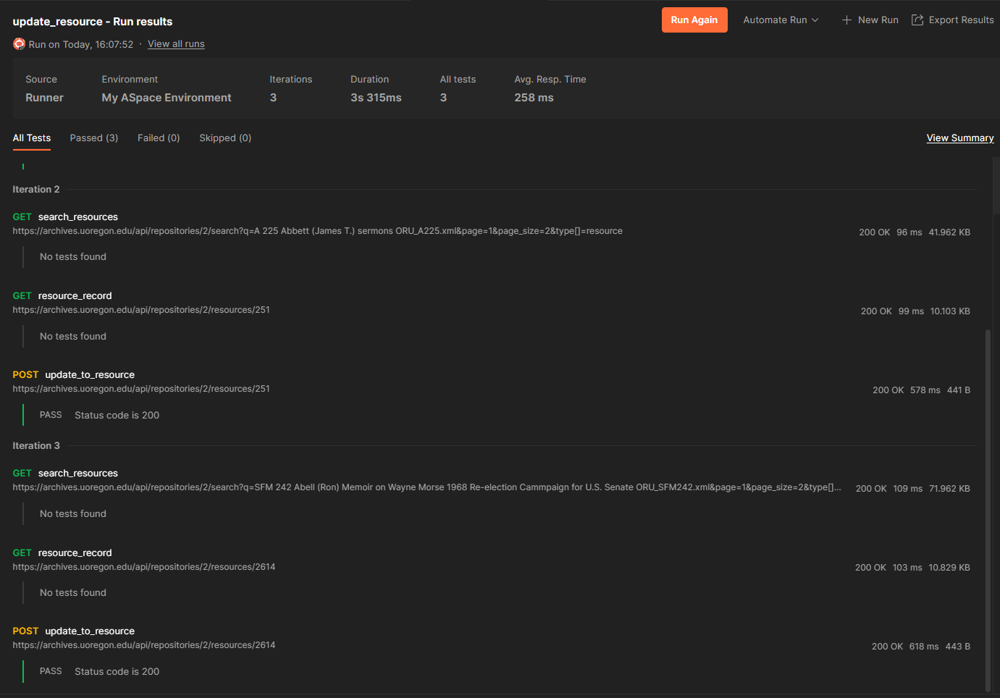 update_resource - Run results
Run Again
Automate Run
New Run
Export Results
Run on Today, 16:07:52 · View all runs
Source Environment Iterations Duration All tests Avg. Resp. Time
Runner My ASpace Environment 3 3s 315ms 3 258 ms
All Tests Passed (3) Failed (0) Skipped (0) View Summary
Iteration 2
GET search_resources
https://archives.uoregon.edu/api/repositories/2/search?q=A 225 Abbett (James T.) sermons ORU_A225.xml&page=1&page_size=2&type[]=resource
200 OK 96 ms 41.962 KB
No tests found
GET resource_record
https://archives.uoregon.edu/api/repositories/2/resources/251
200 OK 99 ms 10.103 KB
No tests found
POST update_to_resource
https://archives.uoregon.edu/api/repositories/2/resources/251
200 OK 578 ms 441 B
PASS Status code is 200
Iteration 3
GET search_resources
https://archives.uoregon.edu/api/repositories/2/search?q=SFM 242 Abell (Ron) Memoir on Wayne Morse 1968 Re-election Cammpaign for U.S. Senate ORU_SFM242.xml&page=1&page_size=2&type[]...
200 OK 109 ms 71.962 KB
No tests found
GET resource_record
https://archives.uoregon.edu/api/repositories/2/resources/2614
200 OK 103 ms 10.829 KB
No tests found
POST update_to_resource
https://archives.uoregon.edu/api/repositories/2/resources/2614
200 OK 618 ms 443 B
PASS Status code is 200